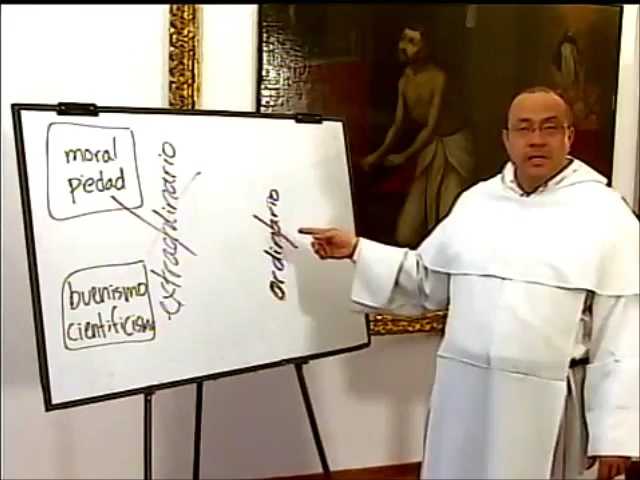 moral
piedad
buenismo
cientificismo
extraordinario
ordinario